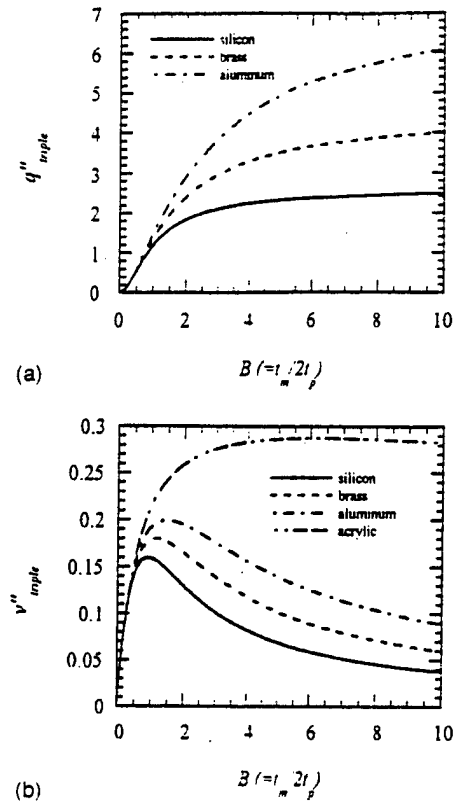 7
6
5
4
3
2
1
0
silicon
brass
aluminum
q''triple
0 2 4 6 8 10
B (=tm/2tp)
(a)
0.3
0.25
0.2
0.15
0.1
0.05
0
silicon
brass
aluminum
acrylic
v''triple
0 2 4 6 8 10
B (=tm/2tp)
(b)